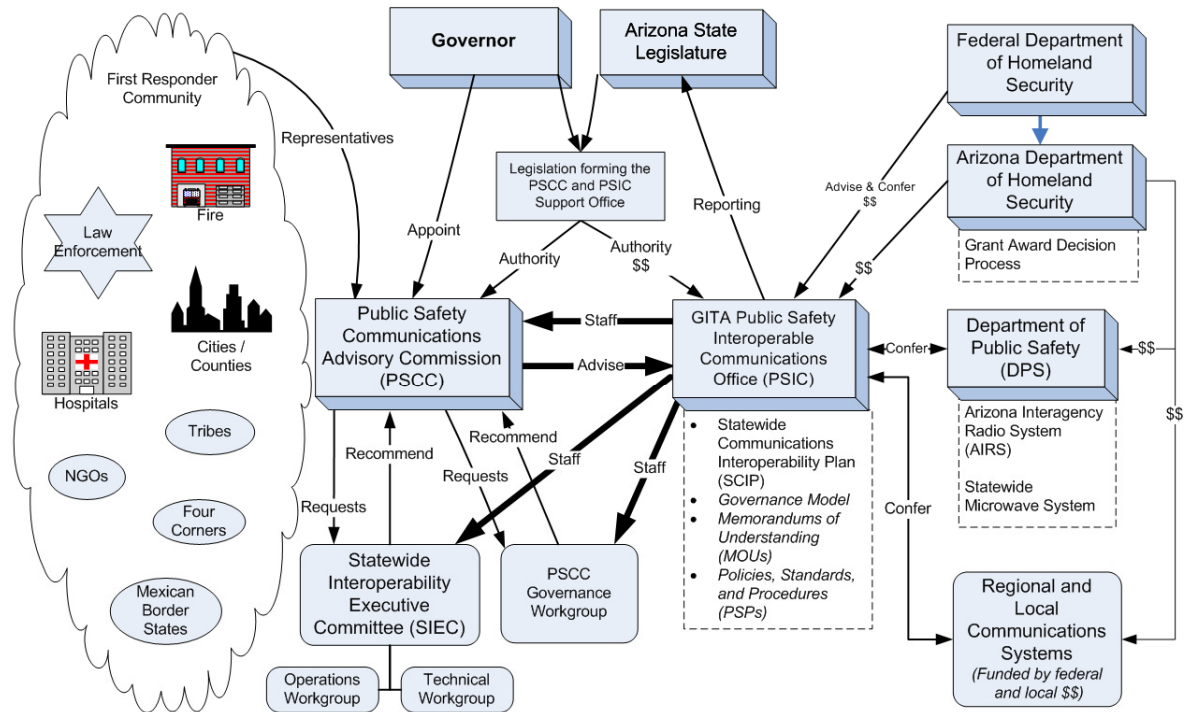 First Responder
Community
Fire
Law
Enforcement
Cities /
Counties
Hospitals
Tribes
NGOs
Four
Corners
Mexican
Border
States
Representatives
Governor
Arizona State
Legislature
Legislation forming the
PSCC and PSIC
Support Office
Appoint
Authority
Authority
$$
Reporting
Public Safety
Communications
Advisory Commission
(PSCC)
Staff
Advise
GITA Public Safety
Interoperable
Communications
Office (PSIC)
• Statewide
Communications
Interoperability Plan
(SCIP)
• Governance Model
• Memorandums of
Understanding
(MOUs)
• Policies, Standards,
and Procedures
(PSPs)
Requests
Recommend
Requests
Recommend
Staff
Staff
Statewide
Interoperability
Executive
Committee (SIEC)
PSCC
Governance
Workgroup
Operations
Workgroup
Technical
Workgroup
Federal Department
of Homeland
Security
Advise & Confer
$$
Arizona Department
of Homeland
Security
Grant Award Decision
Process
$$
Confer
Department of
Public Safety
(DPS)
$$
Arizona Interagency
Radio System
(AIRS)
Statewide
Microwave System
$$
Confer
Regional and
Local
Communications
Systems
(Funded by federal
and local $$)